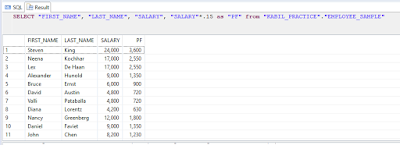 SQL Result
SELECT "FIRST_NAME", "LAST_NAME", "SALARY", "SALARY"*.15 as "PF" from "KABIL_PRACTICE"."EMPLOYEE_SAMPLE"
FIRST_NAME LAST_NAME SALARY PF
1 Steven King 24,000 3,600
2 Neena Kochhar 17,000 2,550
3 Lex De Haan 17,000 2,550
4 Alexander Hunold 9,000 1,350
5 Bruce Ernst 6,000 900
6 David Austin 4,800 720
7 Valli Pataballa 4,800 720
8 Diana Lorentz 4,200 630
9 Nancy Greenberg 12,000 1,800
10 Daniel Faviet 9,000 1,350
11 John Chen 8,200 1,230